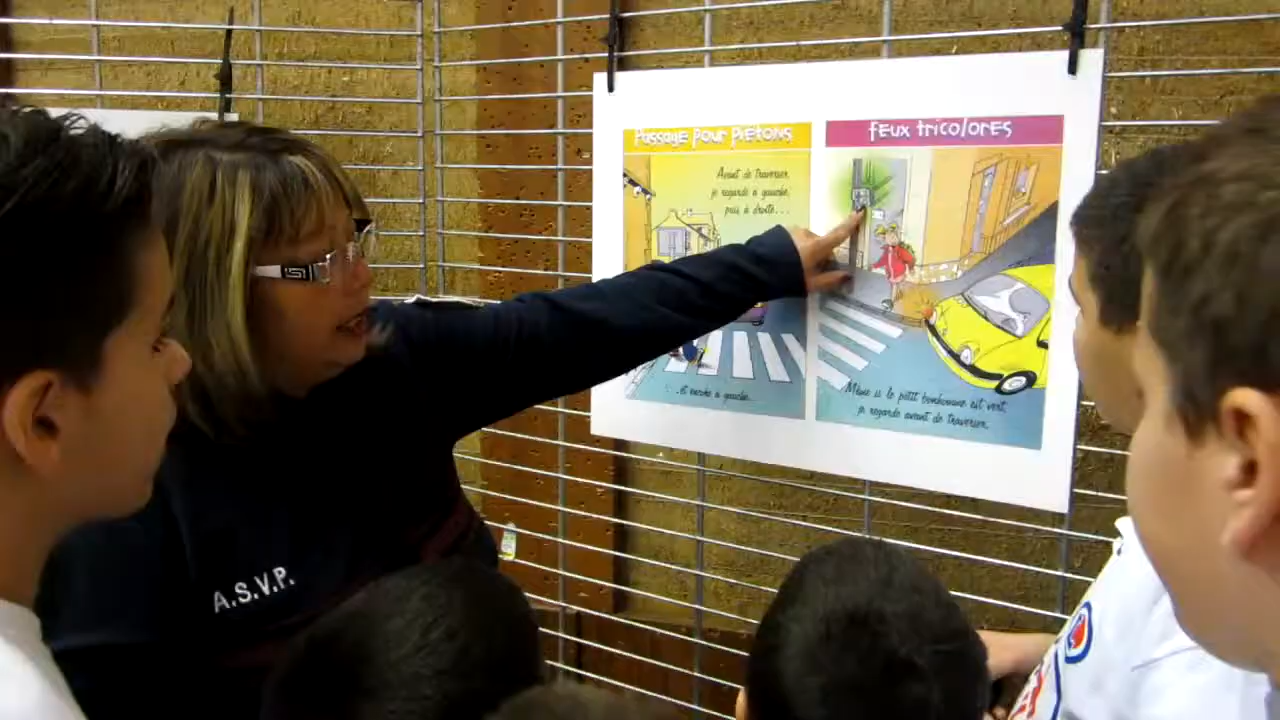 Passage pour Piétons
Avant de traverser,
je regarde à gauche,
puis à droite...
...et encore à gauche.
Feux tricolores
Même si le petit bonhomme est vert,
je regarde avant de traverser.
A.S.V.P.